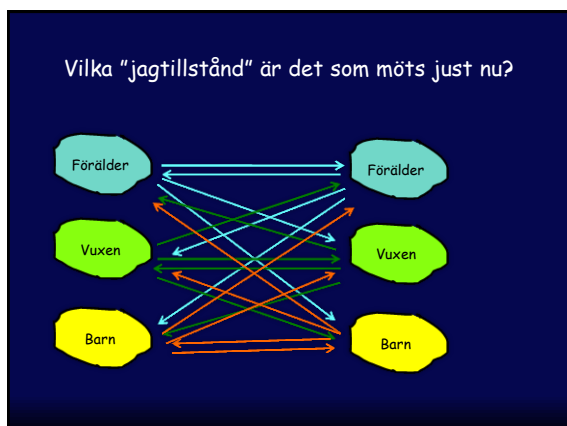 Vilka ”jagtillstånd” är det som möts just nu?
Förälder
Förälder
Vuxen
Vuxen
Barn
Barn